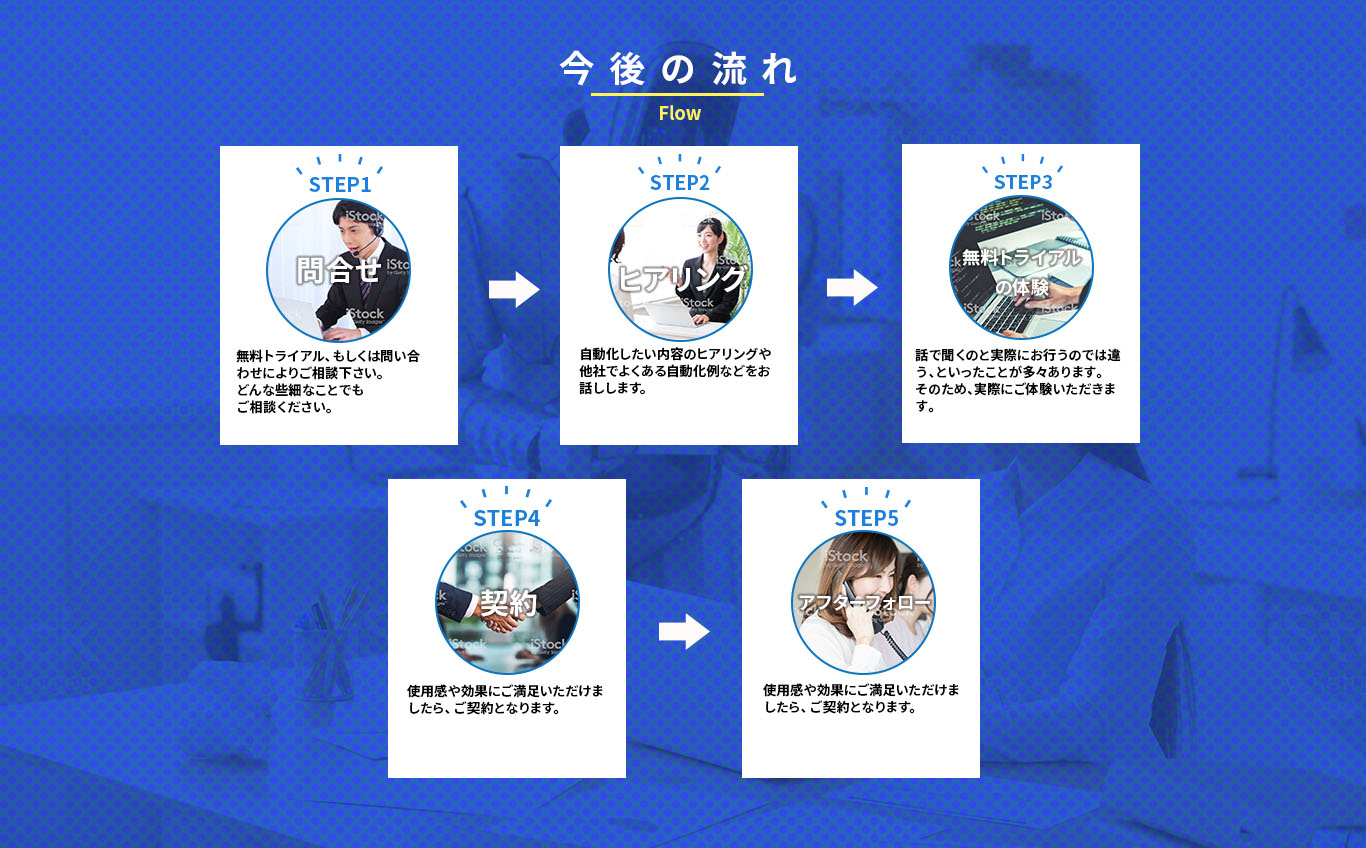 今後の流れ
Flow
STEP1
iStock
iStock
by Getty Images
問合せ
iStock
Getty Images
無料トライアル、もしくは問い合
わせによりご相談下さい。
どんな些細なことでも
ご相談ください。
STEP2
ヒアリング
iStock
Getty Images
自動化したい内容のヒアリングや
他社でよくある自動化例などをお
話しします。
STEP3
無料トライアル
の体験
話で聞くのと実際にお行うのでは違
う、といったことが多々あります。
そのため、実際にご体験いただきま
す。
STEP4
契約
使用感や効果にご満足いただけま
したら、ご契約となります。
STEP5
iStock
by Getty Images
アフターフォロー
使用感や効果にご満足いただけま
したら、ご契約となります。